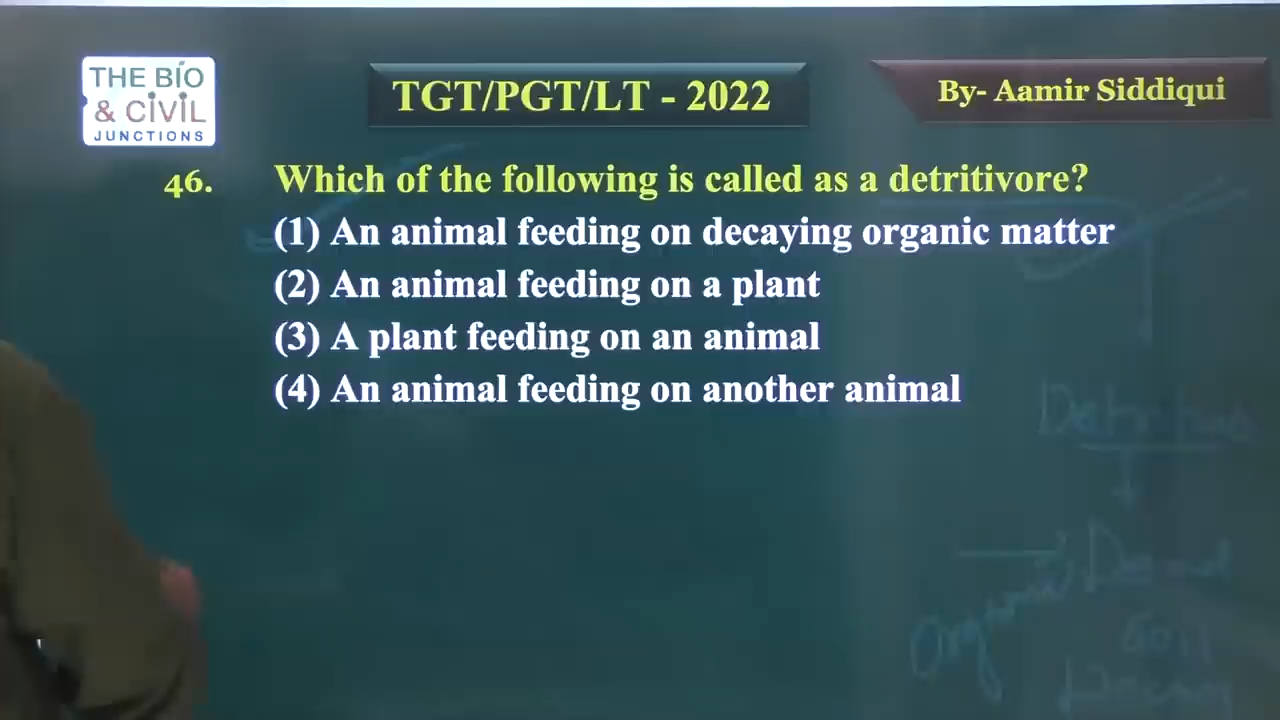 THE BIO
& CIVIL
JUNCTIONS
TGT/PGT/LT - 2022
By- Aamir Siddiqui
46. Which of the following is called as a detritivore?
(1) An animal feeding on decaying organic matter
(2) An animal feeding on a plant
(3) A plant feeding on an animal
(4) An animal feeding on another animal
Detritus